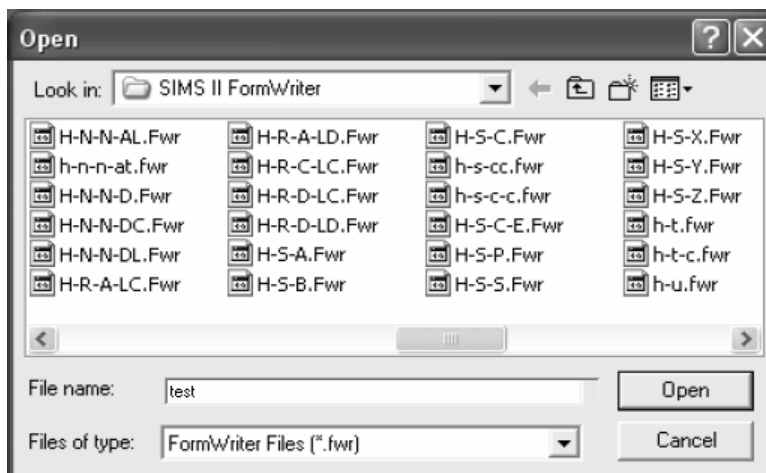 Open
Look in: SIMS II FormWriter
H-N-N-AL.Fwr H-R-A-LD.Fwr H-S-C.Fwr H-S-X.Fwr
h-n-n-at.fwr H-R-C-LC.Fwr h-s-cc.fwr H-S-Y.Fwr
H-N-N-D.Fwr H-R-D-LC.Fwr h-s-c-c.fwr H-S-Z.Fwr
H-N-N-DC.Fwr H-R-D-LD.Fwr H-S-C-E.Fwr h-t.fwr
H-N-N-DL.Fwr H-S-A.Fwr H-S-P.Fwr h-t-c.fwr
H-R-A-LC.Fwr H-S-B.Fwr H-S-S.Fwr h-u.fwr
File name: test Open
Files of type: FormWriter Files (*.fwr) Cancel